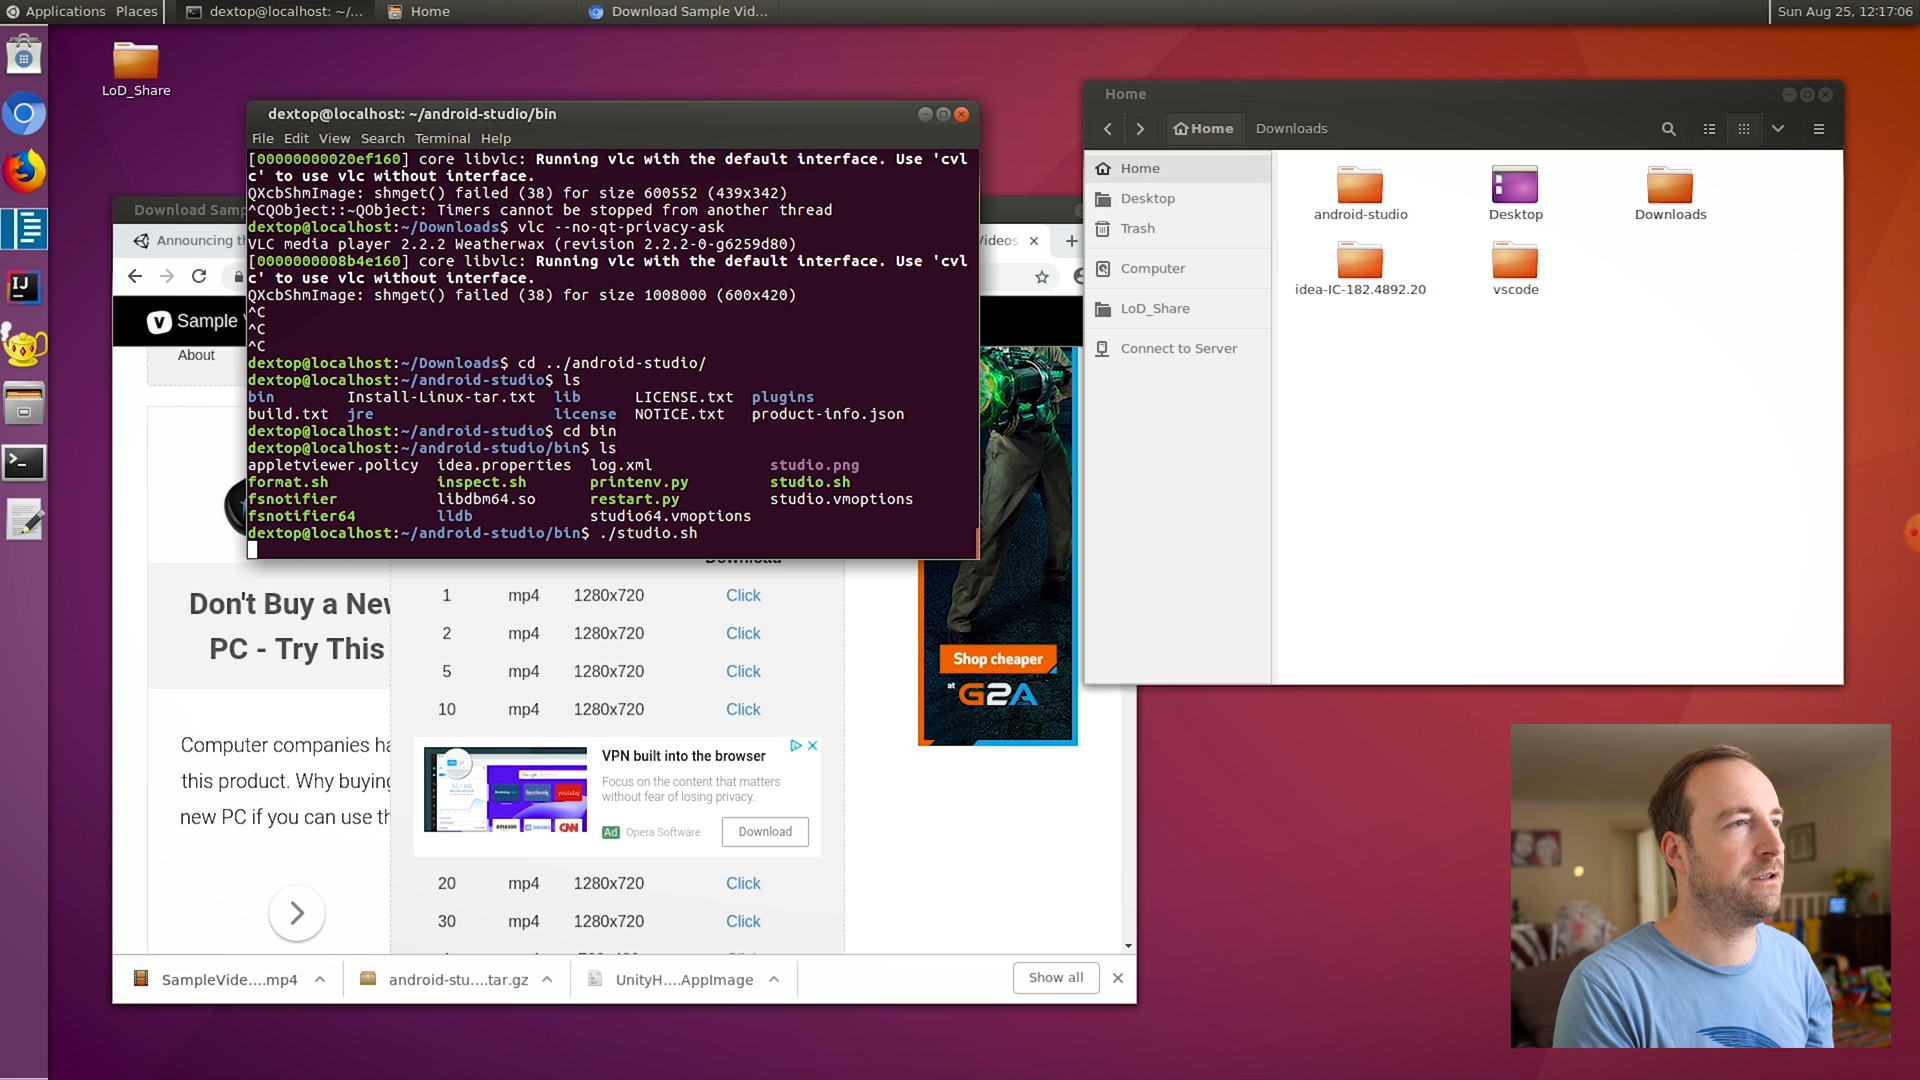 Applications Places
dextop@localhost: ~/...
Home
Download Sample Vid...
Sun Aug 25, 12:17:06
LoD_Share
dextop@localhost: ~/android-studio/bin
File Edit View Search Terminal Help
[00000000020ef160] core libvlc: Running vlc with the default interface. Use 'cvl
c' to use vlc without interface.
QXcbShmImage: shmget() failed (38) for size 600552 (439x342)
^CQObject::~QObject: Timers cannot be stopped from another thread
dextop@localhost:~/Downloads$ vlc --no-qt-privacy-ask
VLC media player 2.2.2 Weatherwax (revision 2.2.2-0-g6259d80)
[0000000008b4e160] core libvlc: Running vlc with the default interface. Use 'cvl
c' to use vlc without interface.
QXcbShmImage: shmget() failed (38) for size 1008000 (600x420)
^C
^C
^C
dextop@localhost:~/Downloads$ cd ../android-studio/
dextop@localhost:~/android-studio$ ls
bin Install-Linux-tar.txt lib LICENSE.txt plugins
build.txt jre license NOTICE.txt product-info.json
dextop@localhost:~/android-studio$ cd bin
dextop@localhost:~/android-studio/bin$ ls
appletviewer.policy idea.properties log.xml studio.png
format.sh inspect.sh printenv.py studio.sh
fsnotifier libdbm64.so restart.py studio.vmoptions
fsnotifier64 lldb studio64.vmoptions
dextop@localhost:~/android-studio/bin$ ./studio.sh
Home
Home Downloads
Home
Desktop
Trash
Computer
LoD_Share
Connect to Server
android-studio
Desktop
Downloads
idea-IC-182.4892.20
vscode
IJ
Download Sam
Announcing th
ideos
Sample V
About
Don't Buy a New
PC - Try This
Computer companies ha
this product. Why buying
new PC if you can use th
Download
1 mp4 1280x720 Click
2 mp4 1280x720 Click
5 mp4 1280x720 Click
10 mp4 1280x720 Click
VPN built into the browser
Focus on the content that matters
without fear of losing privacy.
Ad Opera Software
Download
facebook
youtube
amazon
CNN
20 mp4 1280x720 Click
30 mp4 1280x720 Click
Shop cheaper
at G2A
SampleVide....mp4
android-stu....tar.gz
UnityH....AppImage
Show all